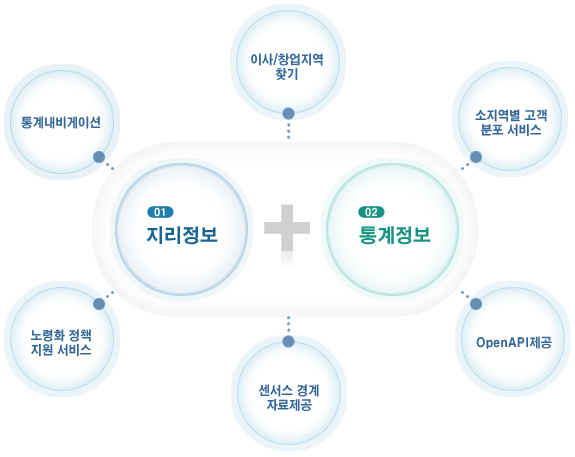 이사/창업지역
찾기
통계내비게이션
소지역별 고객
분포 서비스
01
지리정보
02
통계정보
노령화 정책
지원 서비스
OpenAPI제공
센서스 경계
자료제공